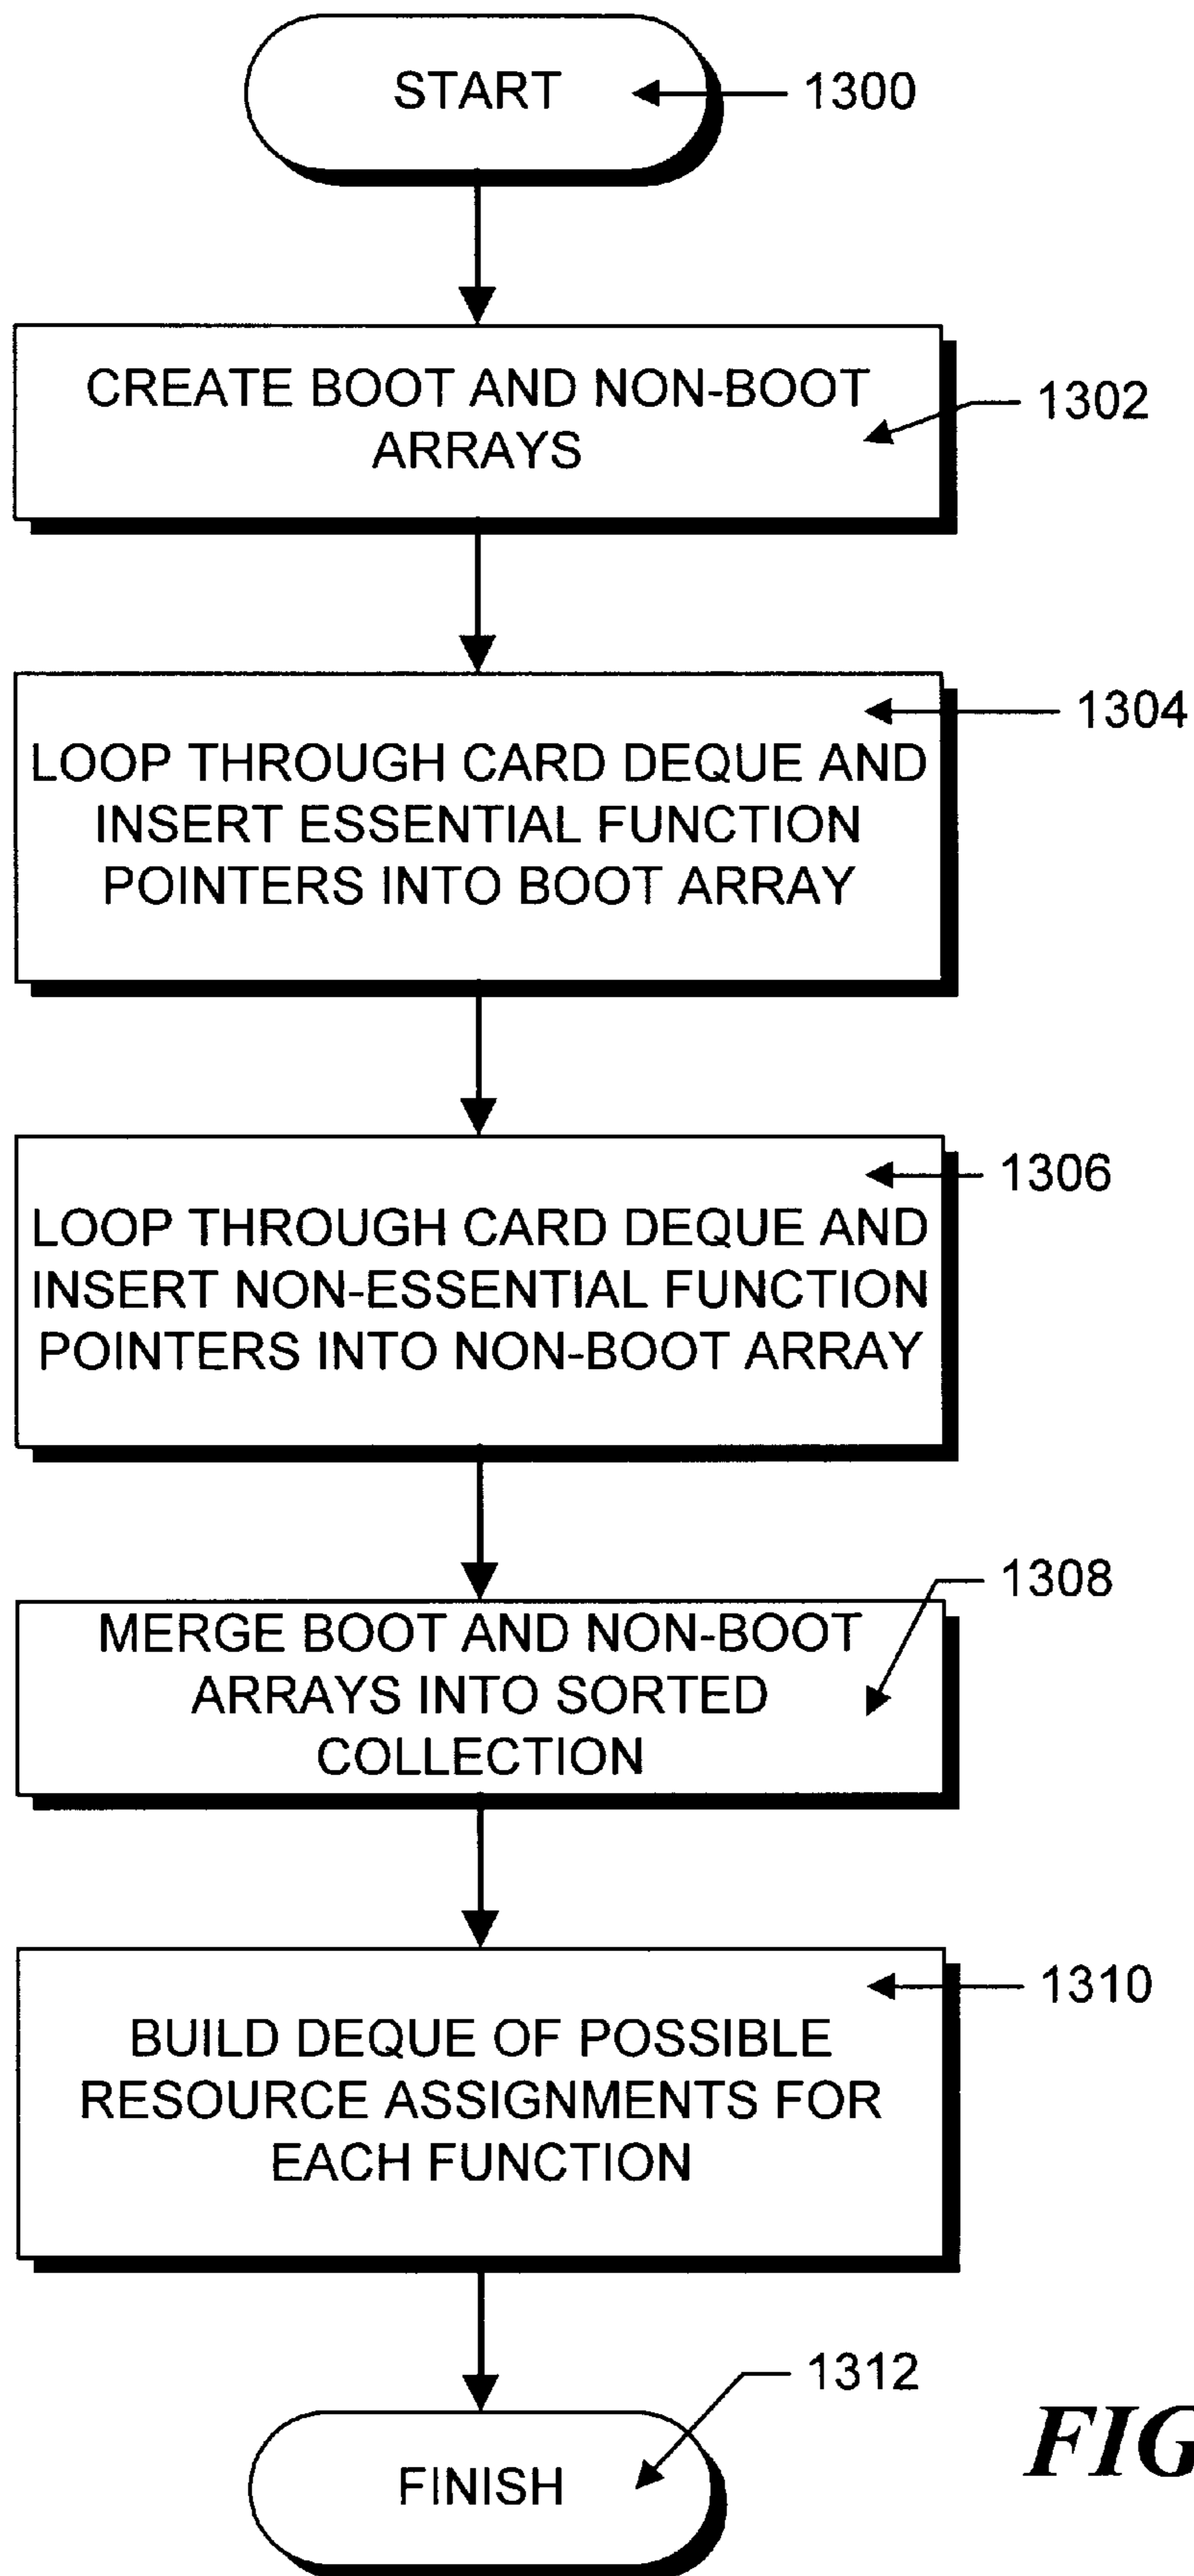 START
1300
CREATE BOOT AND NON-BOOT
ARRAYS
1302
1304
LOOP THROUGH CARD DEQUE AND
INSERT ESSENTIAL FUNCTION
POINTERS INTO BOOT ARRAY
1306
LOOP THROUGH CARD DEQUE AND
INSERT NON-ESSENTIAL FUNCTION
POINTERS INTO NON-BOOT ARRAY
1308
MERGE BOOT AND NON-BOOT
ARRAYS INTO SORTED
COLLECTION
1310
BUILD DEQUE OF POSSIBLE
RESOURCE ASSIGNMENTS FOR
EACH FUNCTION
1312
FINISH
FIG